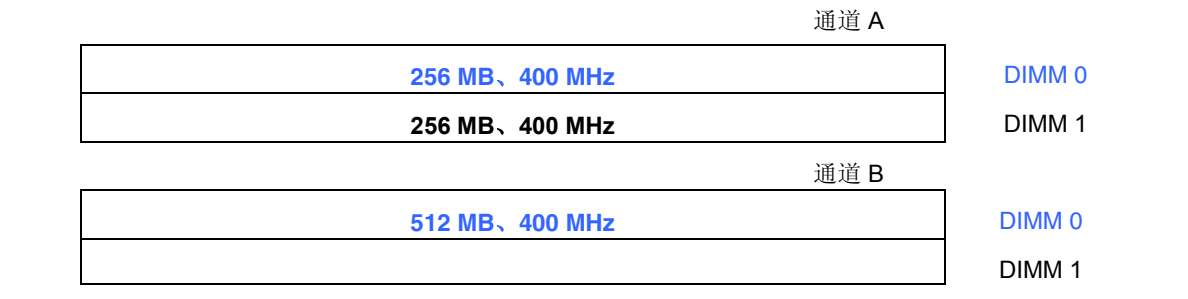 通道 A
256 MB、400 MHz DIMM 0
256 MB、400 MHz DIMM 1
通道 B
512 MB、400 MHz DIMM 0
DIMM 1